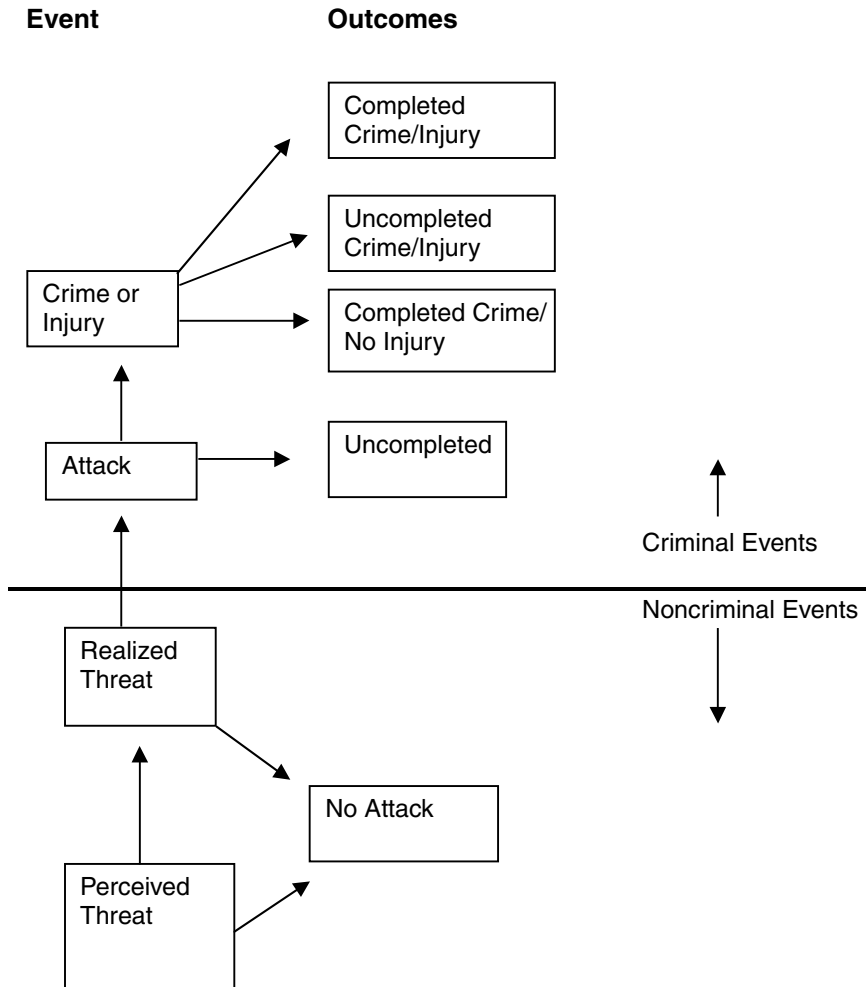 Event
Outcomes
Completed
Crime/Injury
Uncompleted
Crime/Injury
Crime or
Injury
Completed Crime/
No Injury
Attack
Uncompleted
Criminal Events
Noncriminal Events
Realized
Threat
No Attack
Perceived
Threat